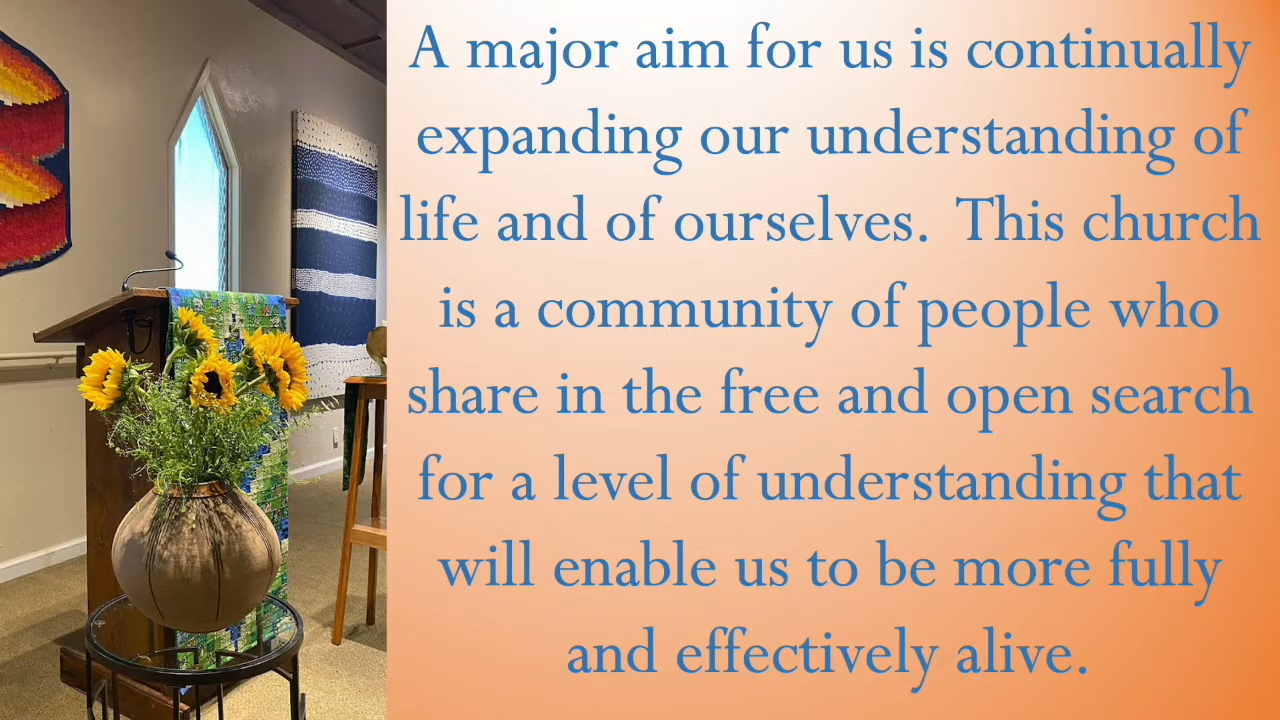 A major aim for us is continually
expanding our understanding of
life and of ourselves.  This church
is a community of people who
share in the free and open search
for a level of understanding that
will enable us to be more fully
and effectively alive.